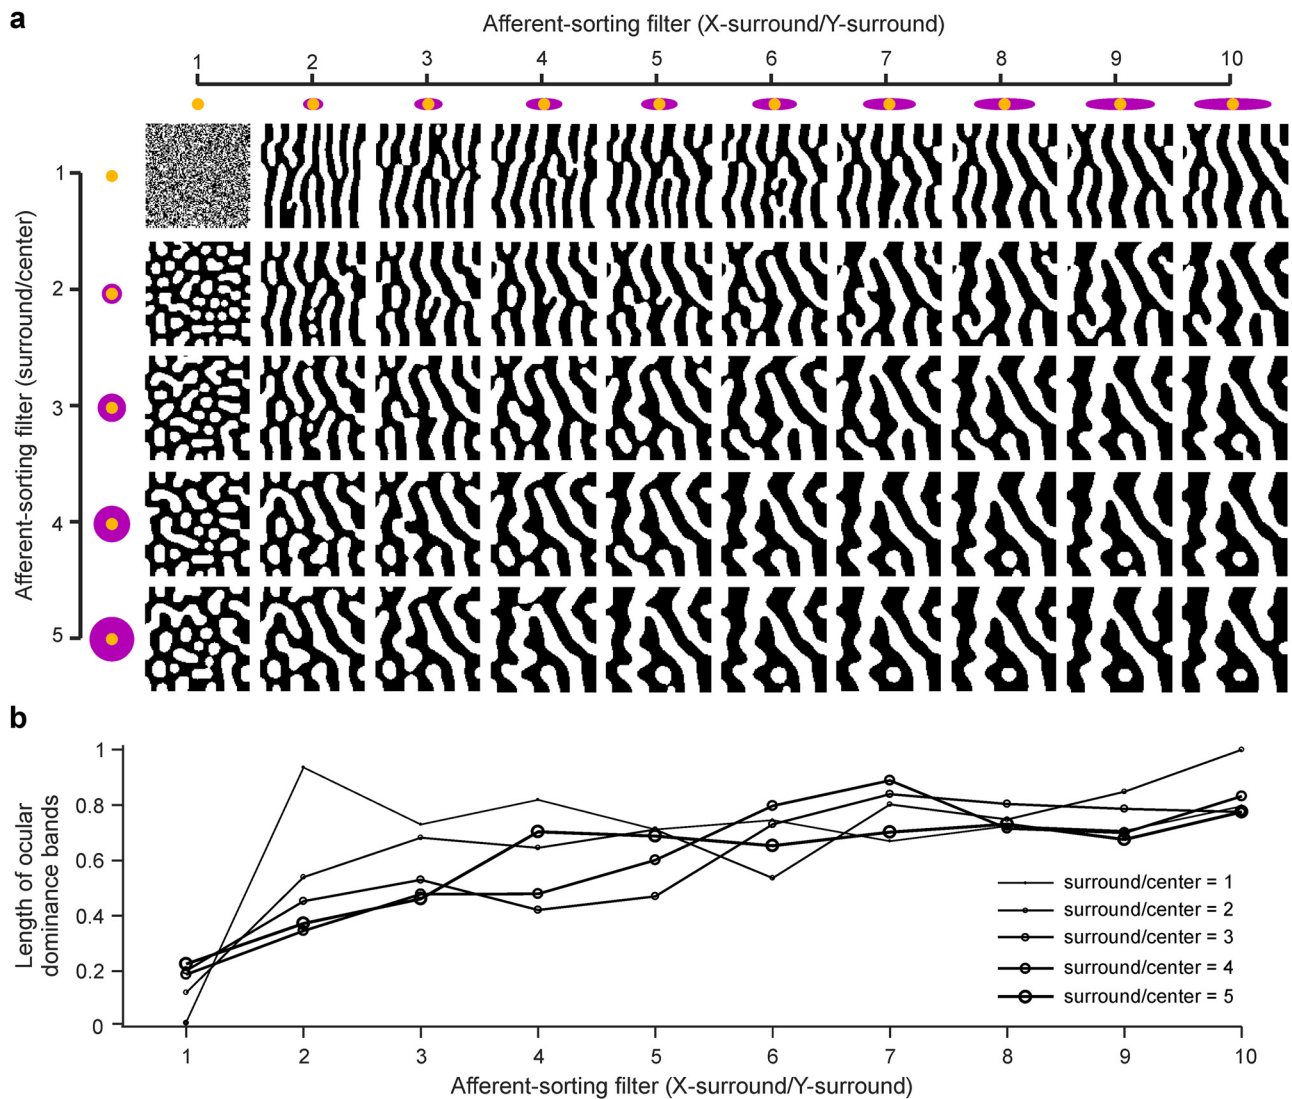 a
Afferent-sorting filter (X-surround/Y-surround)
1 2 3 4 5 6 7 8 9 10
Afferent-sorting filter (surround/center)
1
2
3
4
5
b
Length of ocular
dominance bands
1
0.8
0.6
0.4
0.2
0
surround/center = 1
surround/center = 2
surround/center = 3
surround/center = 4
surround/center = 5
1 2 3 4 5 6 7 8 9 10
Afferent-sorting filter (X-surround/Y-surround)